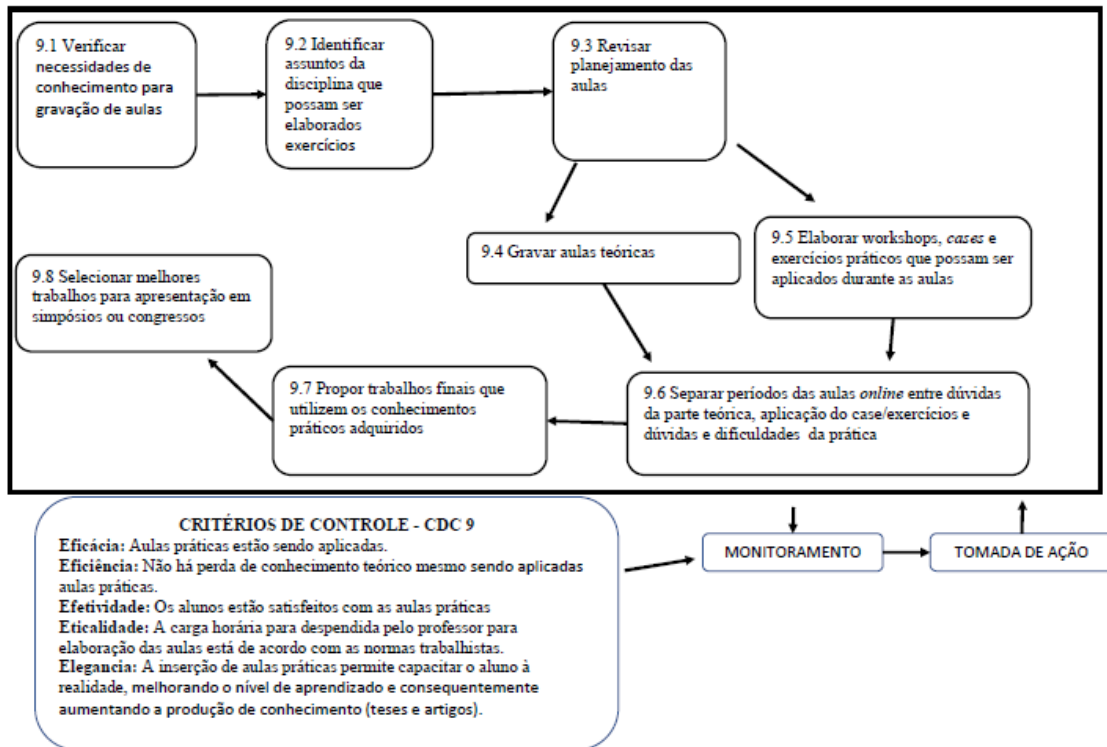 9.1 Verificar
necessidades de
conhecimento para
gravação de aulas
9.2 Identificar
assuntos da
disciplina que
possam ser
elaborados
exercícios
9.3 Revisar
planejamento das
aulas
9.4 Gravar aulas teóricas
9.5 Elaborar workshops, cases e
exercícios práticos que possam ser
aplicados durante as aulas
9.8 Selecionar melhores
trabalhos para apresentação em
simpósios ou congressos
9.7 Propor trabalhos finais que
utilizem os conhecimentos
práticos adquiridos
9.6 Separar períodos das aulas online entre dúvidas
da parte teórica, aplicação do case/exercícios e
dúvidas e dificuldades da prática
CRITÉRIOS DE CONTROLE - CDC 9
Eficácia: Aulas práticas estão sendo aplicadas.
Eficiência: Não há perda de conhecimento teórico mesmo sendo aplicadas
aulas práticas.
Efetividade: Os alunos estão satisfeitos com as aulas práticas
Eticalidade: A carga horária para despendida pelo professor para
elaboração das aulas está de acordo com as normas trabalhistas.
Elegancia: A inserção de aulas práticas permite capacitar o aluno à
realidade, melhorando o nível de aprendizado e consequentemente
aumentando a produção de conhecimento (teses e artigos).
MONITORAMENTO
TOMADA DE AÇÃO